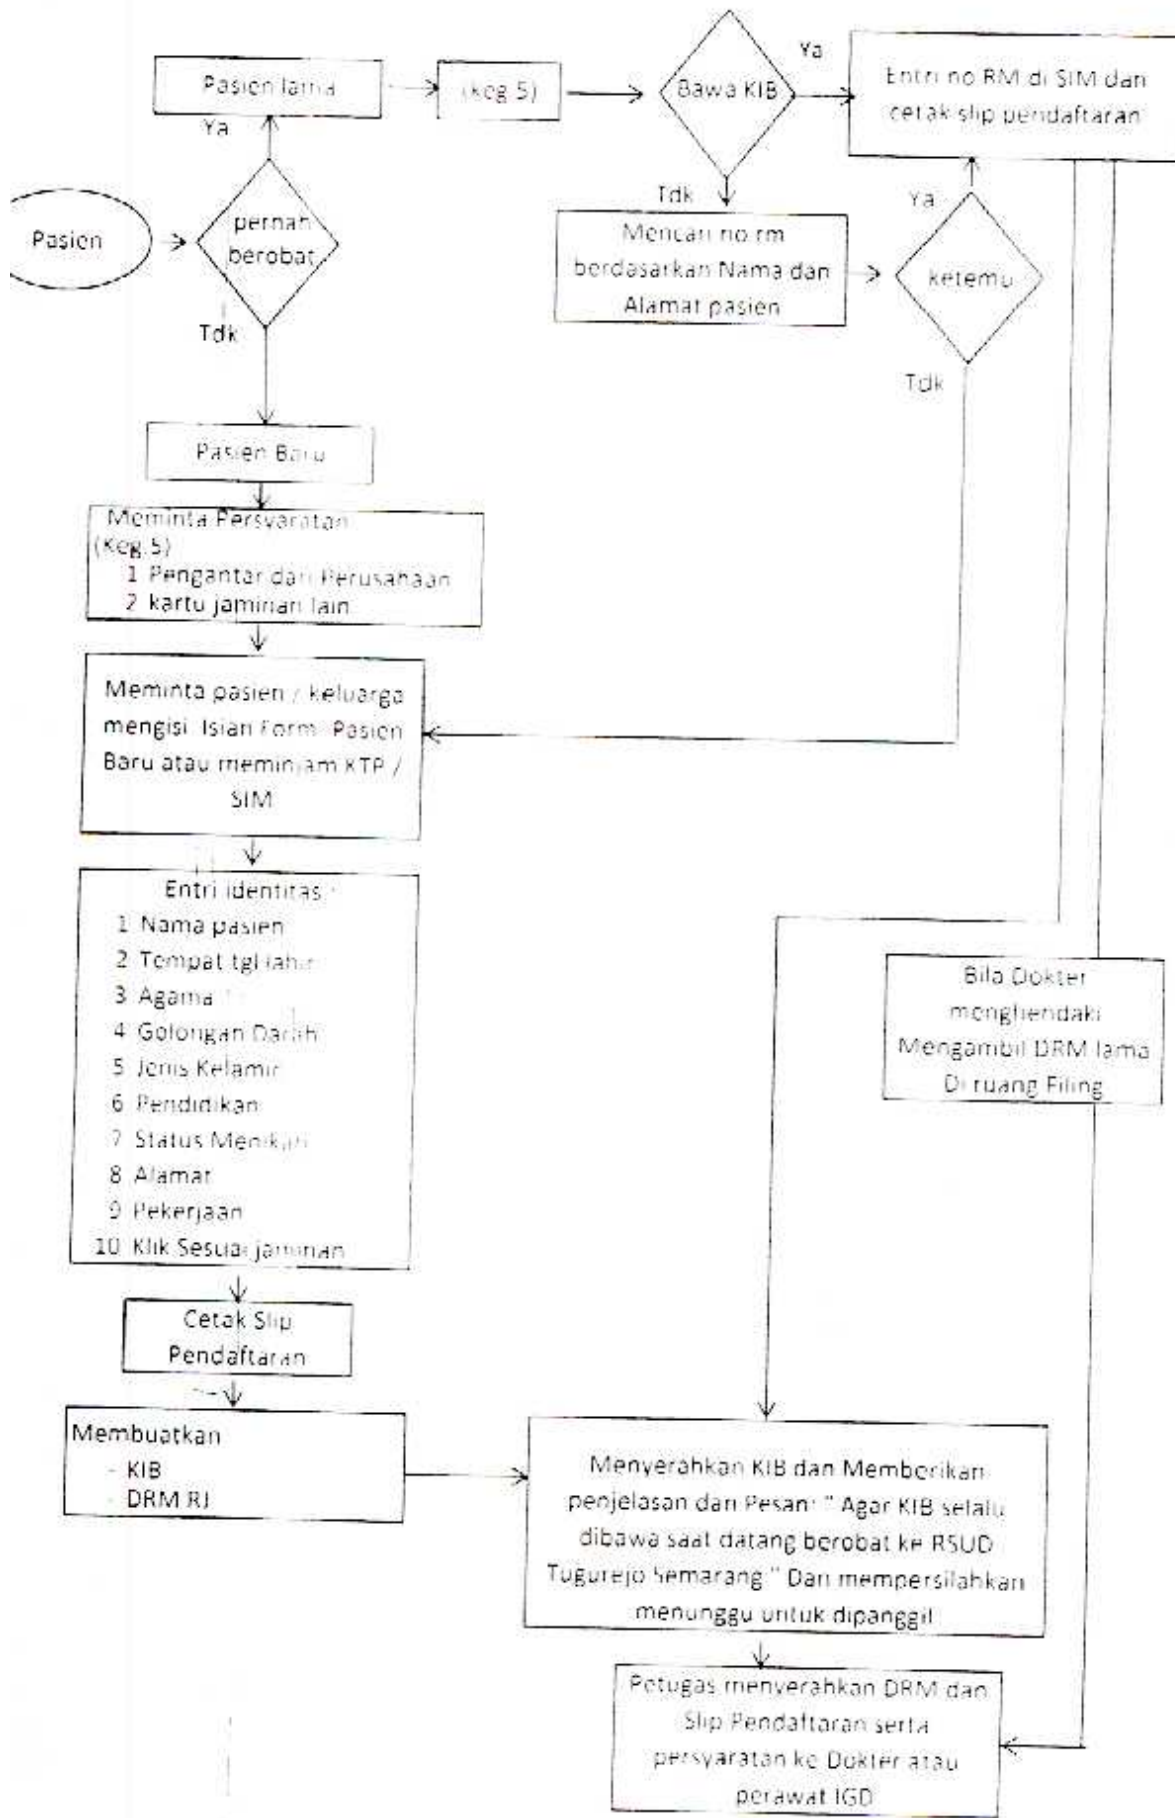 Pasien
pernah
berobat
Ya
Tdk
Pasien lama
(keg 5)
Bawa KIB
Ya
Tdk
Entri no RM di SIM dan
cetak slip pendaftaran
Mencari no rm
berdasarkan Nama dan
Alamat pasien
ketemu
Ya
Tdk
Pasien Baru
Meminta Persyaratan
(Keg 5)
1 Pengantar dari Perusahaan
2 kartu jaminan lain
Meminta pasien / keluarga
mengisi Isian Form Pasien
Baru atau meminjam KTP /
SIM
Entri identitas :
1 Nama pasien
2 Tempat tgl lahir
3 Agama
4 Golongan Darah
5 Jenis Kelamin
6 Pendidikan
7 Status Menikah
8 Alamat
9 Pekerjaan
10 Klik Sesuai jaminan
Cetak Slip
Pendaftaran
Membuatkan
- KIB
- DRM RJ
Bila Dokter
menghendaki
Mengambil DRM lama
Di ruang Filing
Menyerahkan KIB dan Memberikan
penjelasan dan Pesan: " Agar KIB selalu
dibawa saat datang berobat ke RSUD
Tugurejo Semarang " Dan mempersilahkan
menunggu untuk dipanggil
Petugas menyerahkan DRM dan
Slip Pendaftaran serta
persyaratan ke Dokter atau
perawat IGD